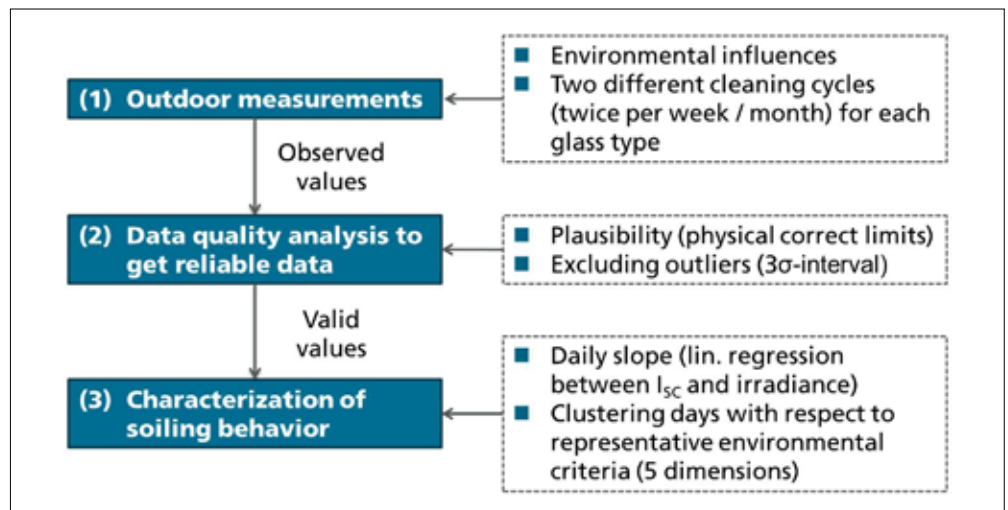 (1) Outdoor measurements
■ Environmental influences
■ Two different cleaning cycles
(twice per week / month) for each
glass type
Observed
values
(2) Data quality analysis to
get reliable data
■ Plausibility (physical correct limits)
■ Excluding outliers (3σ-interval)
Valid
values
(3) Characterization of
soiling behavior
■ Daily slope (lin. regression
between I_SC and irradiance)
■ Clustering days with respect to
representative environmental
criteria (5 dimensions)